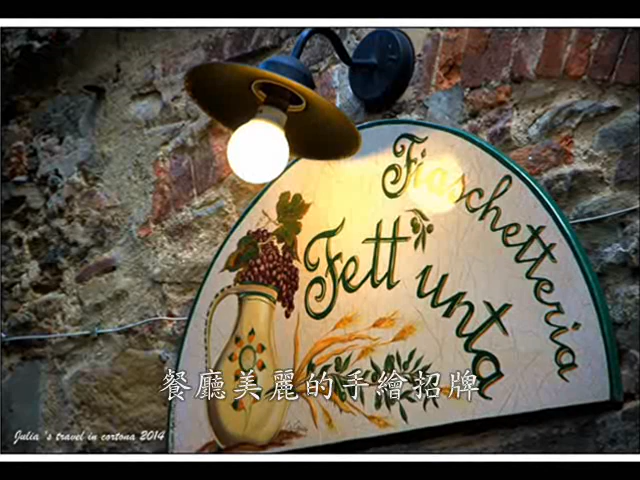 Fiaschetteria
Fett'unta
餐廳美麗的手繪招牌
Julia 's travel in cortona 2014